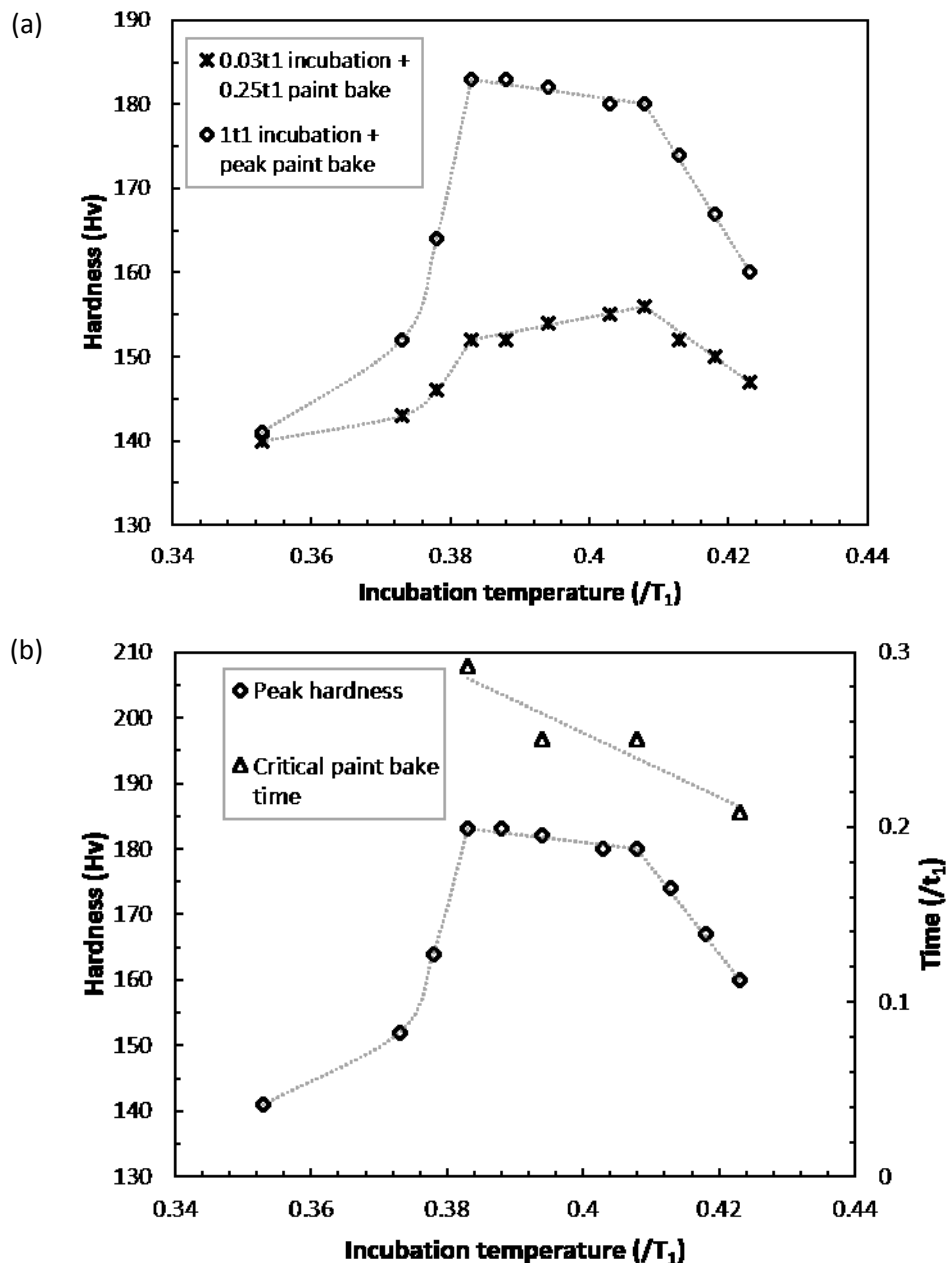 (a)
0.03t1 incubation +
0.25t1 paint bake
1t1 incubation +
peak paint bake
190
180
170
160
150
140
130
Hardness (Hv)
0.34
0.36
0.38
0.4
0.42
0.44
Incubation temperature (/T₁)
(b)
Peak hardness
Critical paint bake
time
210
200
190
180
170
160
150
140
130
Hardness (Hv)
0.3
0.2
0.1
0
Time (/t₁)
0.34
0.36
0.38
0.4
0.42
0.44
Incubation temperature (/T₁)